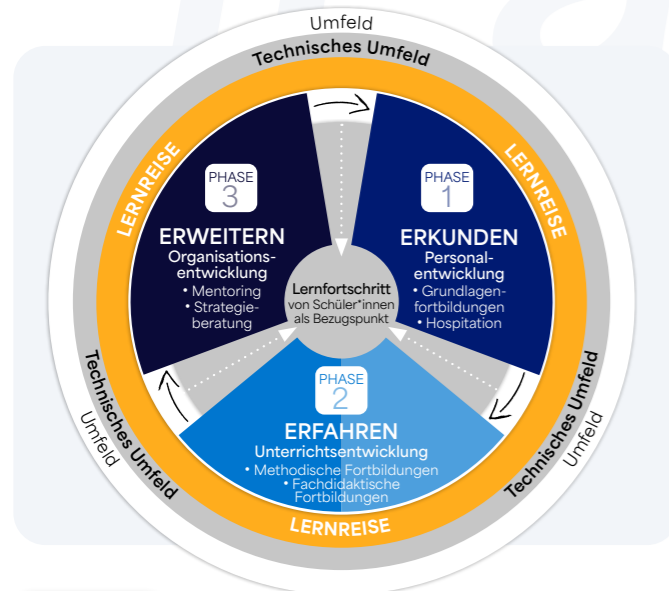 Umfeld
Technisches Umfeld
LERNREISE
LERNREISE
PHASE
3
ERWEITERN
Organisations-
entwicklung
• Mentoring
• Strategie-
beratung
PHASE
1
ERKUNDEN
Personal-
entwicklung
• Grundlagen-
fortbildungen
• Hospitation
Lernfortschritt
von Schüler*innen
als Bezugspunkt
PHASE
2
ERFAHREN
Unterrichtsentwicklung
• Methodische Fortbildungen
• Fachdidaktische
Fortbildungen
LERNREISE
Technisches Umfeld
Umfeld
Technisches Umfeld
Umfeld